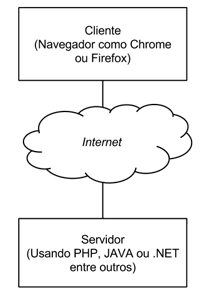 Cliente
(Navegador como Chrome
ou Firefox)
Internet
Servidor
(Usando PHP, JAVA ou .NET
entre outros)